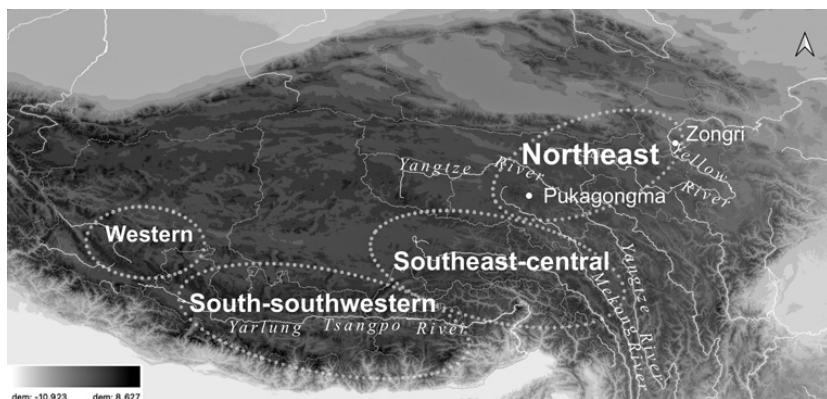 Zongri
Northeast
Yellow River
Yangtze River
Pukagongma
Western
Southeast-central
South-southwestern
Yarlung Tsangpo River
Mekong River
Yangtze River
dem: -10,923 dem: 8,627